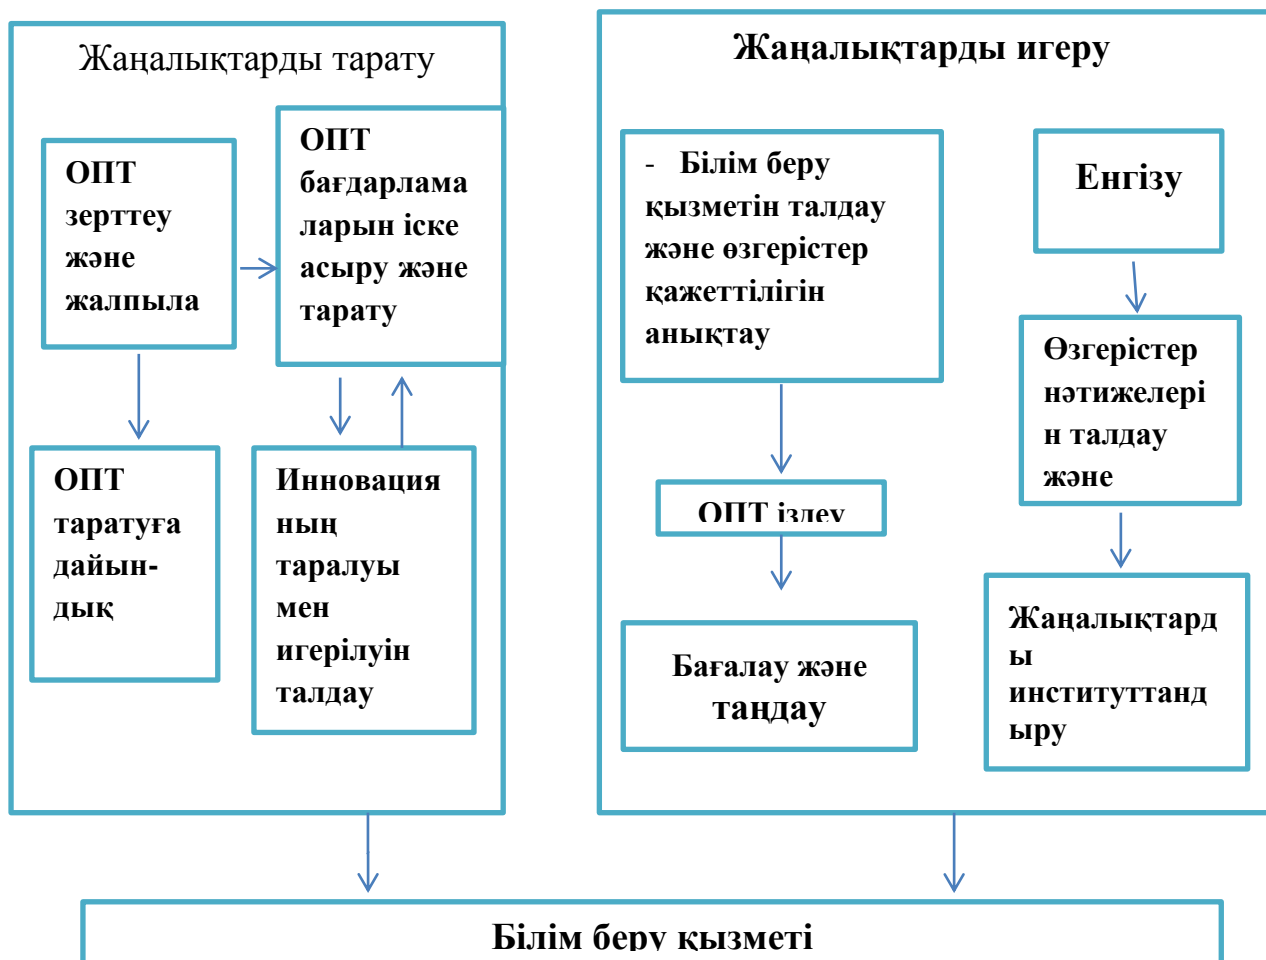 Жаңалықтарды тарату
ОПТ
зерттеу
және
жалпыла
ОПТ
бағдарлама
ларын іске
асыру және
тарату
ОПТ
таратуға
дайын-
дық
Инновация
ның
таралуы
мен
игерілуін
талдау
Жаңалықтарды игеру
- Білім беру
қызметін талдау
және өзгерістер
қажеттілігін
анықтау
ОПТ іздеу
Бағалау және
таңдау
Енгізу
Өзгерістер
нәтижелері
н талдау
және
Жаңалықтард
ы
институттанд
ыру
Білім беру қызметі